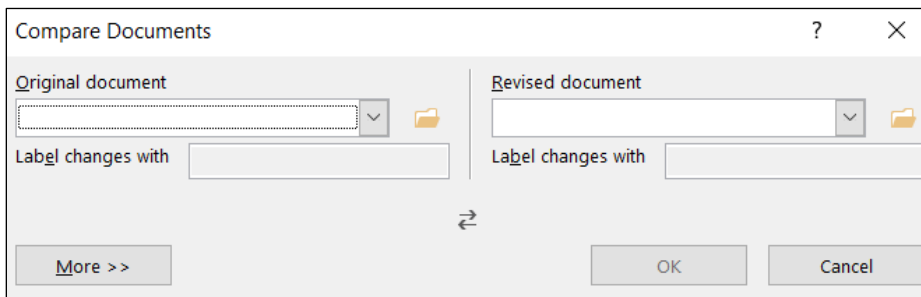 Compare Documents ?
Original document
Revised document
Label changes with
Label changes with
More >>
OK
Cancel